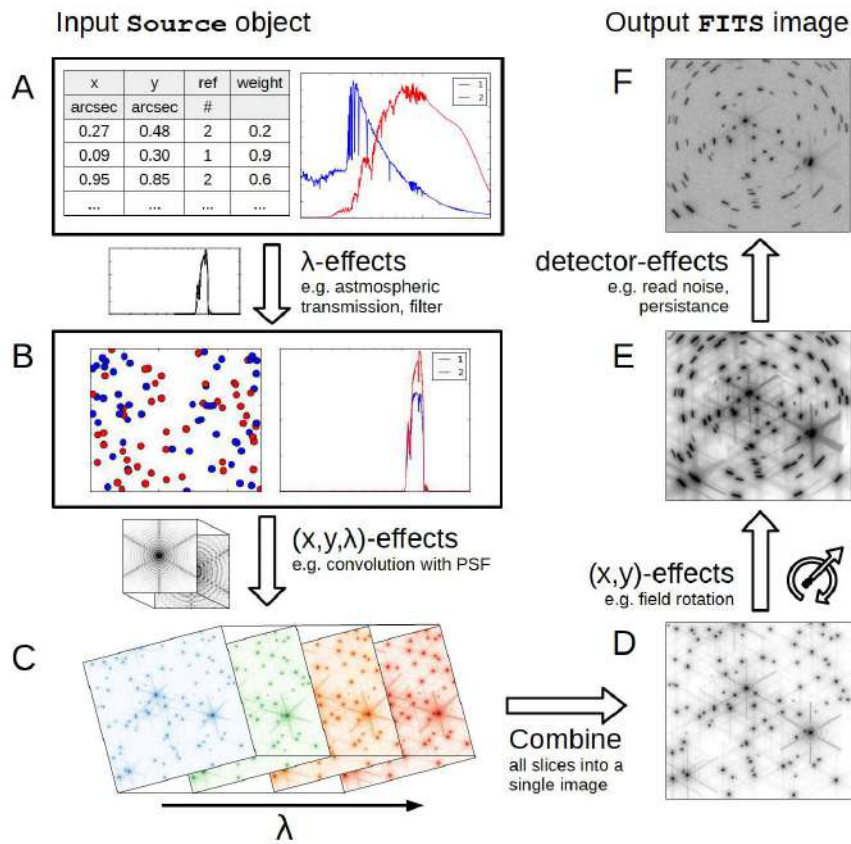 Input Source object
Output FITS image
A
x y ref weight
arcsec arcsec #
0.27 0.48 2 0.2
0.09 0.30 1 0.9
0.95 0.85 2 0.6
... ... ... ...
1
2
λ-effects
e.g. astmospheric
transmission, filter
B
1
2
(x,y,λ)-effects
e.g. convolution with PSF
C
λ
Combine
all slices into a
single image
D
(x,y)-effects
e.g. field rotation
E
detector-effects
e.g. read noise,
persistance
F